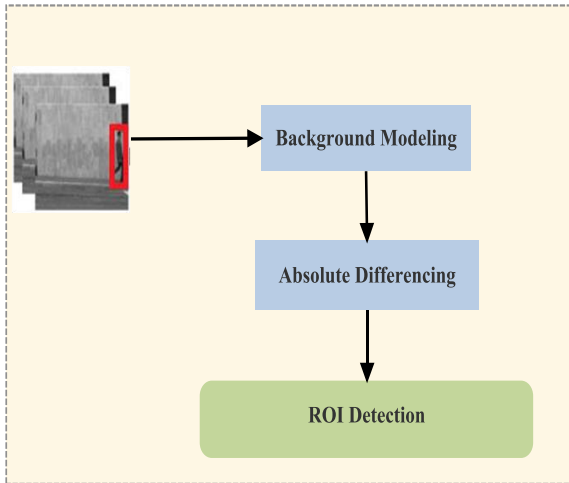 Background Modeling
Absolute Differencing
ROI Detection